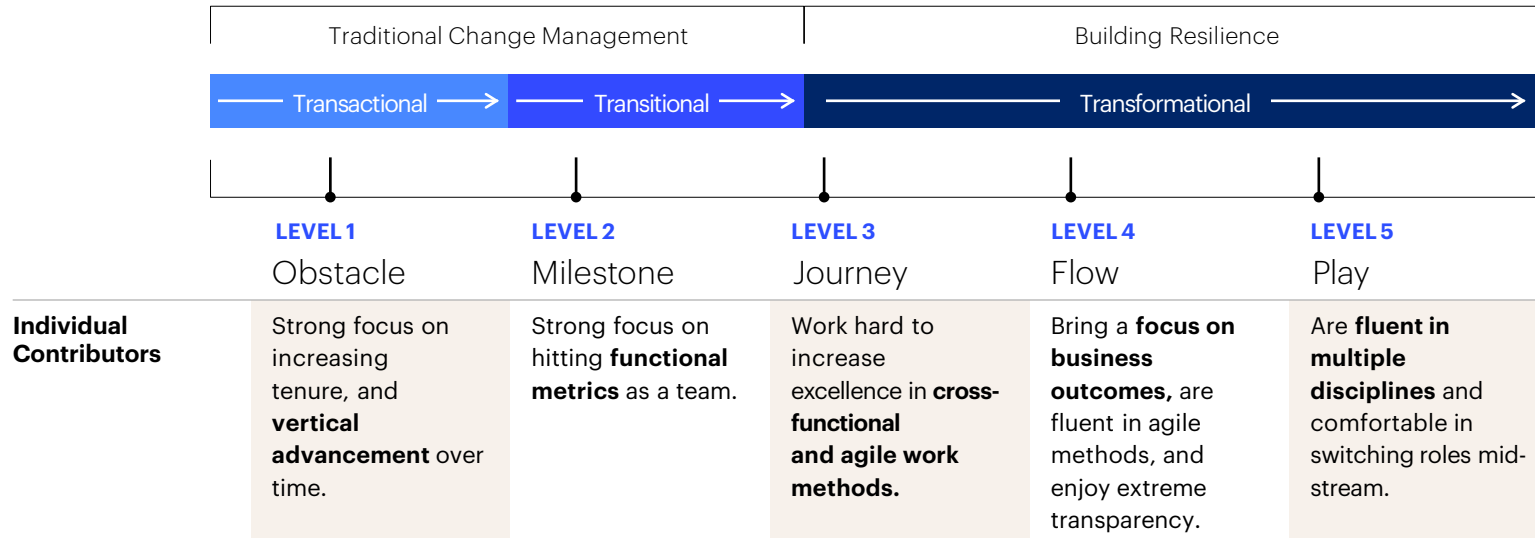 Traditional Change Management
Building Resilience
Transactional
Transitional
Transformational
LEVEL 1
Obstacle
LEVEL 2
Milestone
LEVEL 3
Journey
LEVEL 4
Flow
LEVEL 5
Play
Individual
Contributors
Strong focus on
increasing
tenure, and
vertical
advancement over
time.
Strong focus on
hitting functional
metrics as a team.
Work hard to
increase
excellence in cross-
functional
and agile work
methods.
Bring a focus on
business
outcomes, are
fluent in agile
methods, and
enjoy extreme
transparency.
Are fluent in
multiple
disciplines and
comfortable in
switching roles mid-
stream.